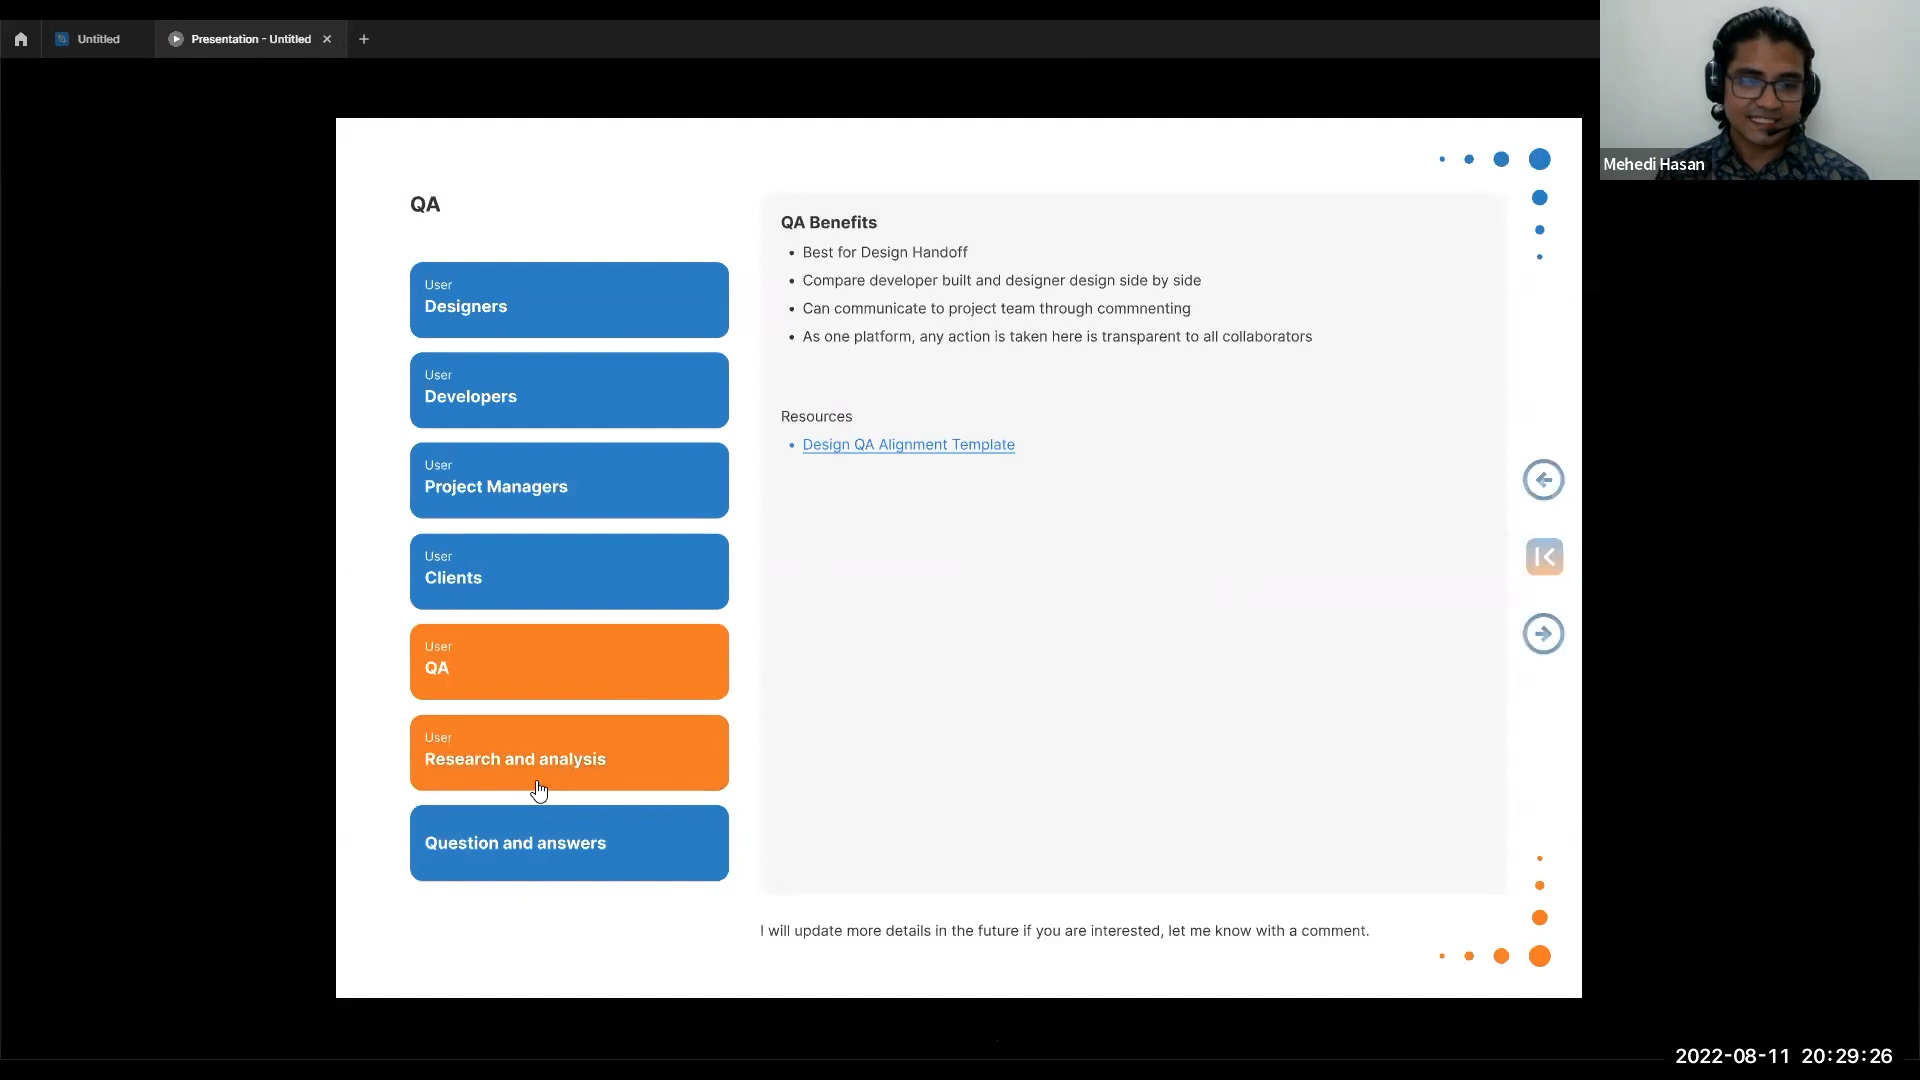 Untitled
Presentation - Untitled
Mehedi Hasan
QA
User
Designers
User
Developers
User
Project Managers
User
Clients
User
QA
User
Research and analysis
Question and answers
QA Benefits
• Best for Design Handoff
• Compare developer built and designer design side by side
• Can communicate to project team through commnenting
• As one platform, any action is taken here is transparent to all collaborators
Resources
• Design QA Alignment Template
I will update more details in the future if you are interested, let me know with a comment.
2022-08-11 20:29:26